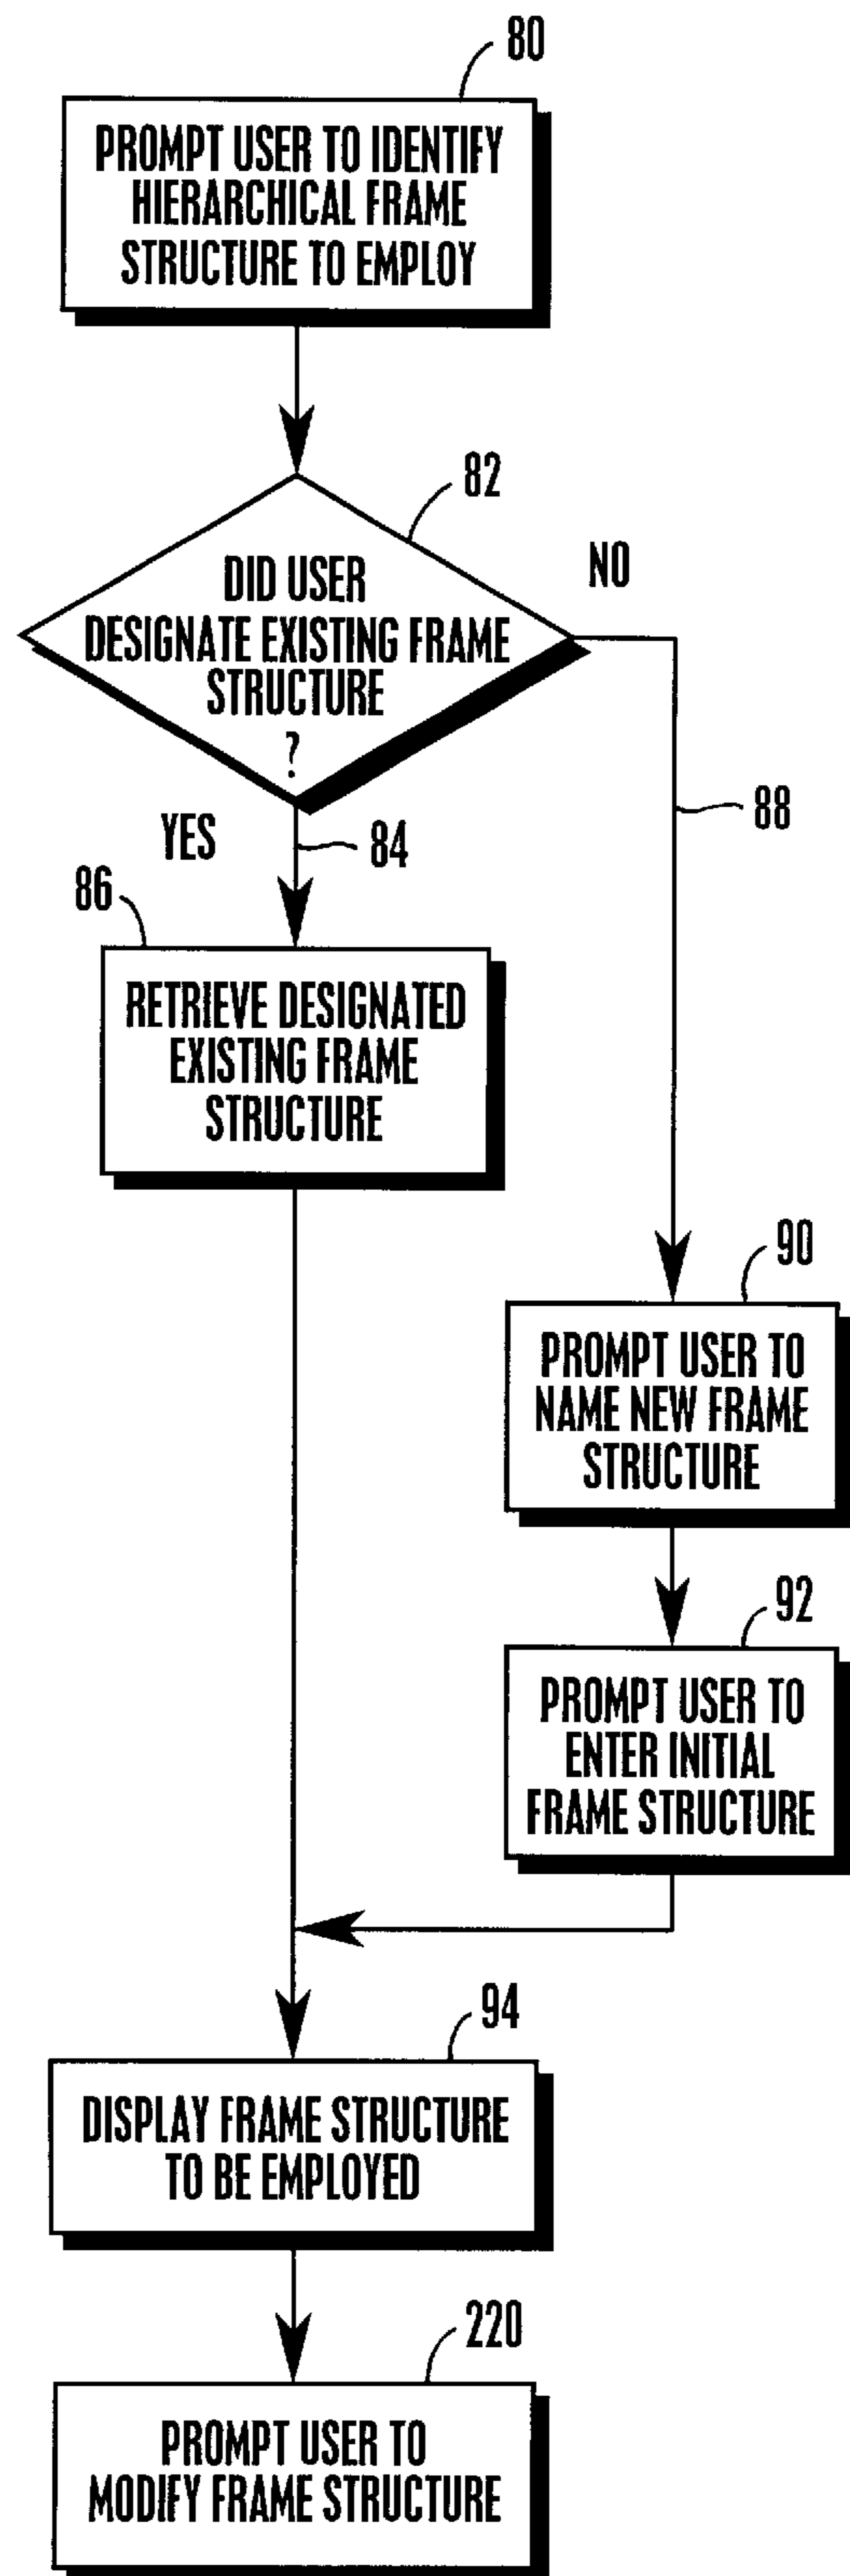 80
PROMPT USER TO IDENTIFY
HIERARCHICAL FRAME
STRUCTURE TO EMPLOY
82
DID USER
DESIGNATE EXISTING FRAME
STRUCTURE
?
NO
YES
84
88
86
RETRIEVE DESIGNATED
EXISTING FRAME
STRUCTURE
90
PROMPT USER TO
NAME NEW FRAME
STRUCTURE
92
PROMPT USER TO
ENTER INITIAL
FRAME STRUCTURE
94
DISPLAY FRAME STRUCTURE
TO BE EMPLOYED
220
PROMPT USER TO
MODIFY FRAME STRUCTURE